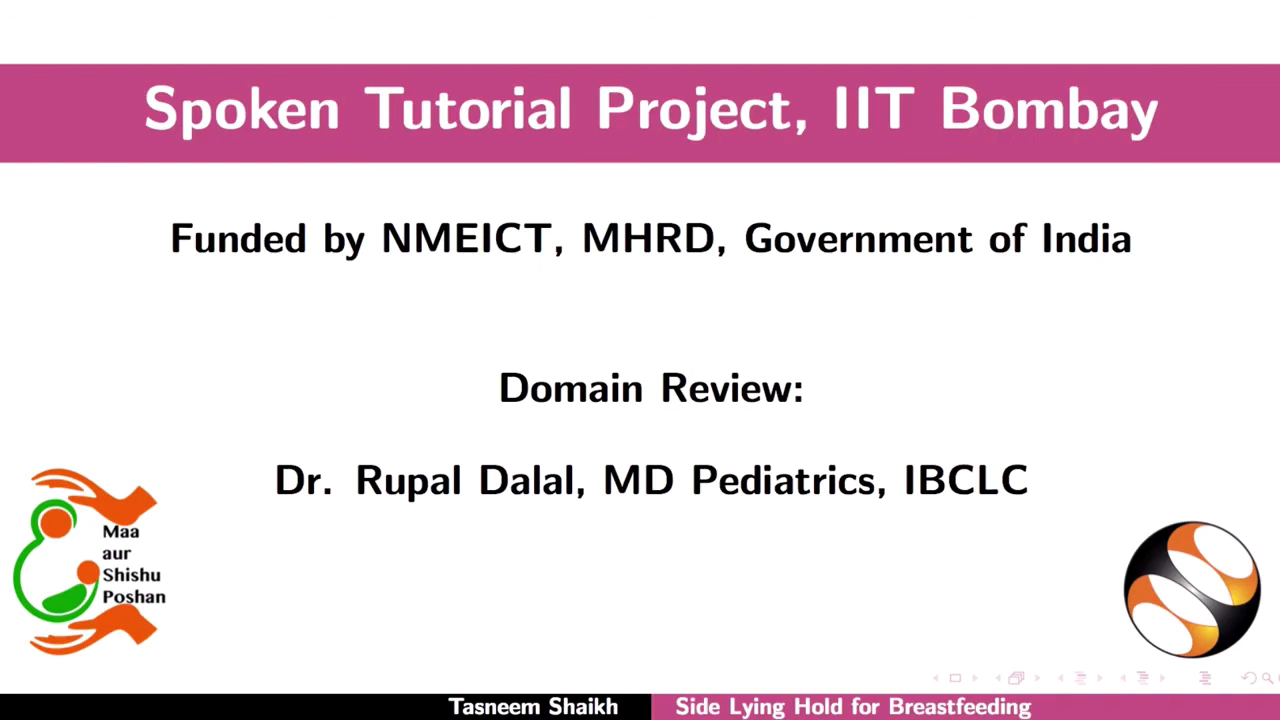 Spoken Tutorial Project, IIT Bombay
Funded by NMEICT, MHRD, Government of India
Domain Review:
Dr. Rupal Dalal, MD Pediatrics, IBCLC
Maa
aur
Shishu
Poshan
Tasneem Shaikh
Side Lying Hold for Breastfeeding